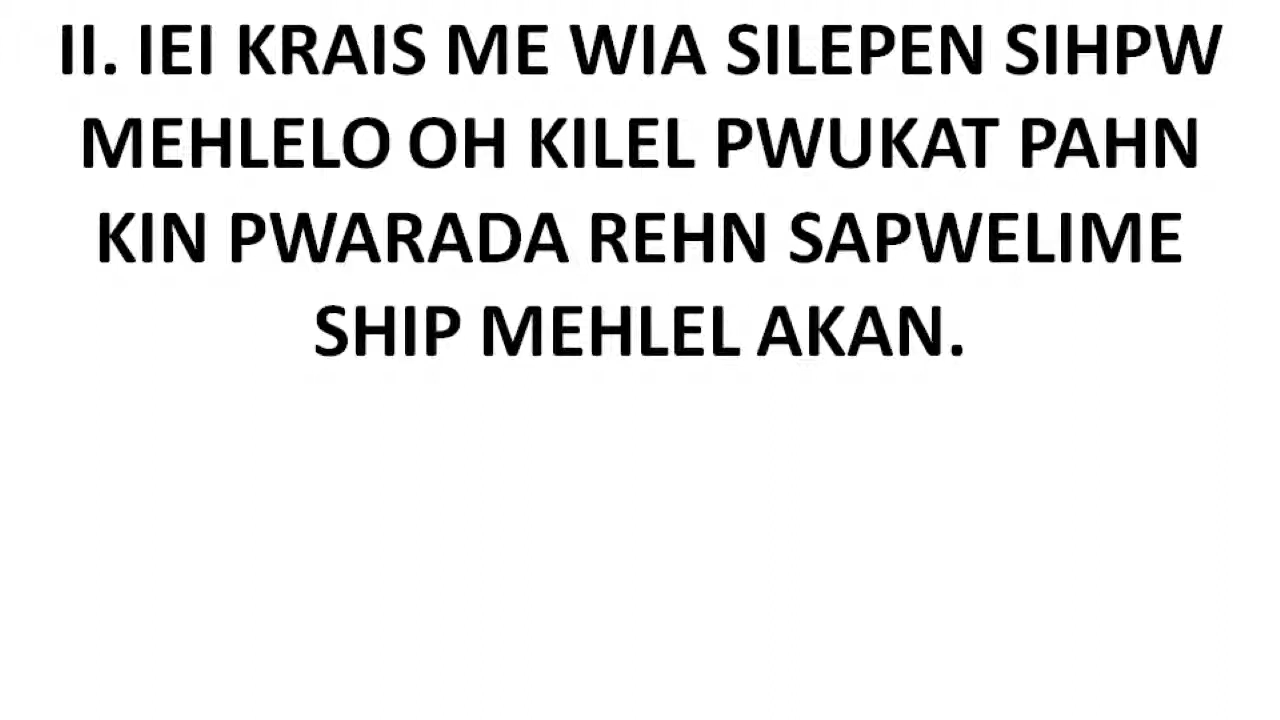 II. IEI KRAIS ME WIA SILEPEN SIHPW
MEHLELO OH KILEL PWUKAT PAHN
KIN PWARADA REHN SAPWELIME
SHIP MEHLEL AKAN.